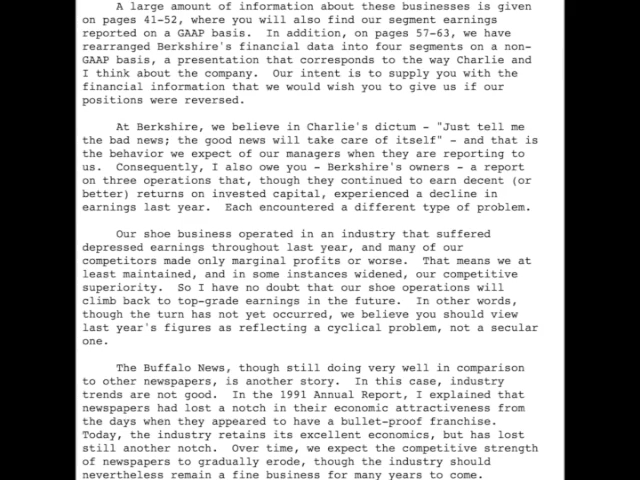 A large amount of information about these businesses is given
on pages 41-52, where you will also find our segment earnings
reported on a GAAP basis.  In addition, on pages 57-63, we have
rearranged Berkshire's financial data into four segments on a non-
GAAP basis, a presentation that corresponds to the way Charlie and
I think about the company.  Our intent is to supply you with the
financial information that we would wish you to give us if our
positions were reversed.
At Berkshire, we believe in Charlie's dictum - "Just tell me
the bad news; the good news will take care of itself" - and that is
the behavior we expect of our managers when they are reporting to
us.  Consequently, I also owe you - Berkshire's owners - a report
on three operations that, though they continued to earn decent (or
better) returns on invested capital, experienced a decline in
earnings last year.  Each encountered a different type of problem.
Our shoe business operated in an industry that suffered
depressed earnings throughout last year, and many of our
competitors made only marginal profits or worse.  That means we at
least maintained, and in some instances widened, our competitive
superiority.  So I have no doubt that our shoe operations will
climb back to top-grade earnings in the future.  In other words,
though the turn has not yet occurred, we believe you should view
last year's figures as reflecting a cyclical problem, not a secular
one.
The Buffalo News, though still doing very well in comparison
to other newspapers, is another story.  In this case, industry
trends are not good.  In the 1991 Annual Report, I explained that
newspapers had lost a notch in their economic attractiveness from
the days when they appeared to have a bullet-proof franchise.
Today, the industry retains its excellent economics, but has lost
still another notch.  Over time, we expect the competitive strength
of newspapers to gradually erode, though the industry should
nevertheless remain a fine business for many years to come.